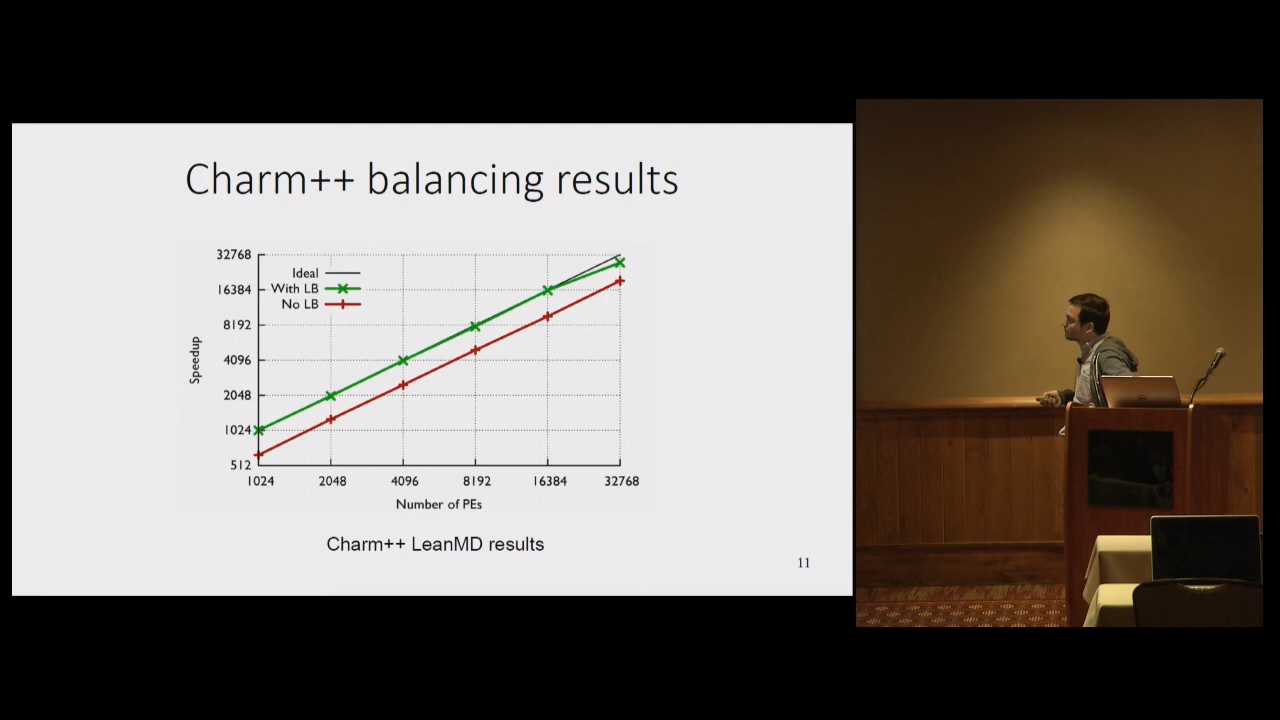 Charm++ balancing results
32768
16384
8192
4096
2048
1024
512
Speedup
Ideal
With LB
No LB
1024 2048 4096 8192 16384 32768
Number of PEs
Charm++ LeanMD results
11